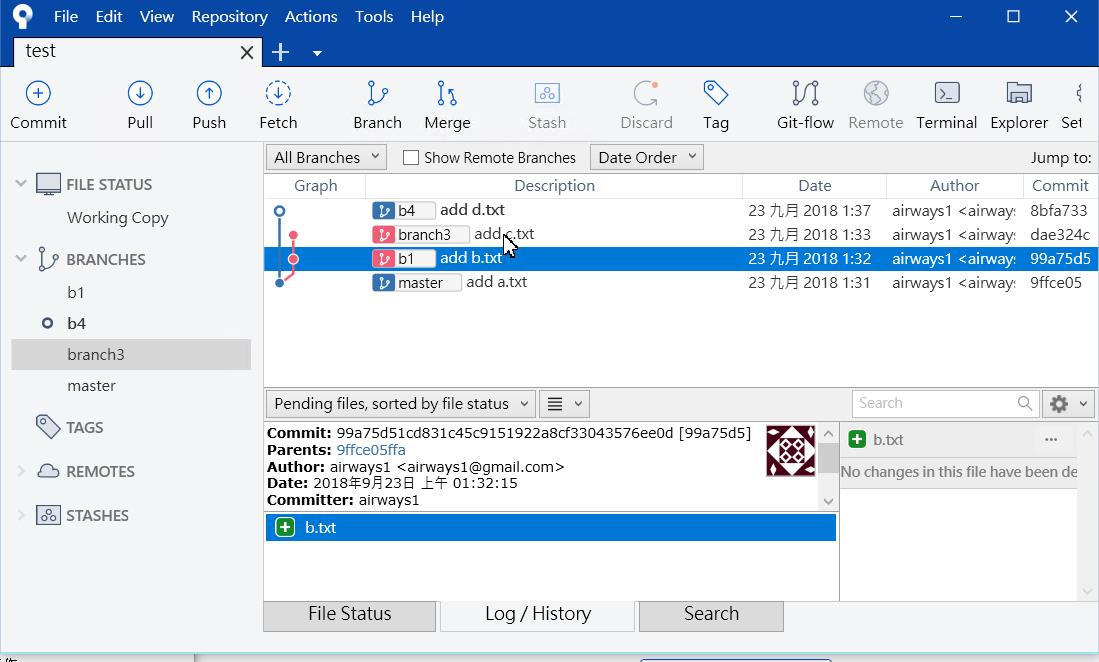 File Edit View Repository Actions Tools Help
test
Commit Pull Push Fetch Branch Merge Stash Discard Tag Git-flow Remote Terminal Explorer Set
All Branches Show Remote Branches Date Order Jump to:
Graph Description Date Author Commit
b4 add d.txt 23 九月 2018 1:37 airways1 <airway: 8bfa733
branch3 add c.txt 23 九月 2018 1:33 airways1 <airway: dae324c
b1 add b.txt 23 九月 2018 1:32 airways1 <airway: 99a75d5
master add a.txt 23 九月 2018 1:31 airways1 <airway: 9ffce05
FILE STATUS
Working Copy
BRANCHES
b1
b4
branch3
master
TAGS
REMOTES
STASHES
Pending files, sorted by file status Search
Commit: 99a75d51cd831c45c9151922a8cf33043576ee0d [99a75d5]
Parents: 9ffce05ffa
Author: airways1 <airways1@gmail.com>
Date: 2018年9月23日 上午 01:32:15
Committer: airways1
b.txt
b.txt ...
No changes in this file have been de
File Status Log / History Search